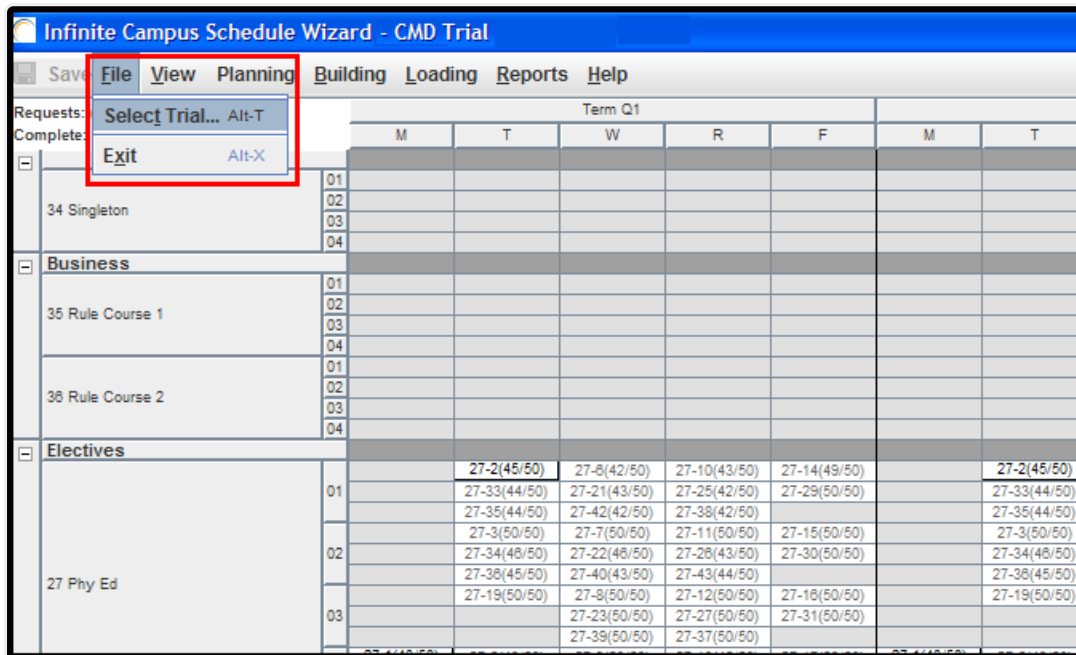 Infinite Campus Schedule Wizard - CMD Trial
Save File View Planning Building Loading Reports Help
Requests: Select Trial... Alt-T Term Q1
Complete: M T W R F M T
Exit Alt-X
01
34 Singleton 02
03
04
Business
01
35 Rule Course 1 02
03
04
01
36 Rule Course 2 02
03
04
Electives
27-2(45/50) 27-6(42/50) 27-10(43/50) 27-14(49/50) 27-2(45/50)
01 27-33(44/50) 27-21(43/50) 27-25(42/50) 27-29(50/50) 27-33(44/50)
27-35(44/50) 27-42(42/50) 27-38(42/50) 27-35(44/50)
27-3(50/50) 27-7(50/50) 27-11(50/50) 27-15(50/50) 27-3(50/50)
02 27-34(46/50) 27-22(46/50) 27-26(43/50) 27-30(50/50) 27-34(46/50)
27 Phy Ed 27-36(45/50) 27-40(43/50) 27-43(44/50) 27-36(45/50)
27-19(50/50) 27-8(50/50) 27-12(50/50) 27-16(50/50) 27-19(50/50)
03 27-23(50/50) 27-27(50/50) 27-31(50/50)
27-39(50/50) 27-37(50/50)